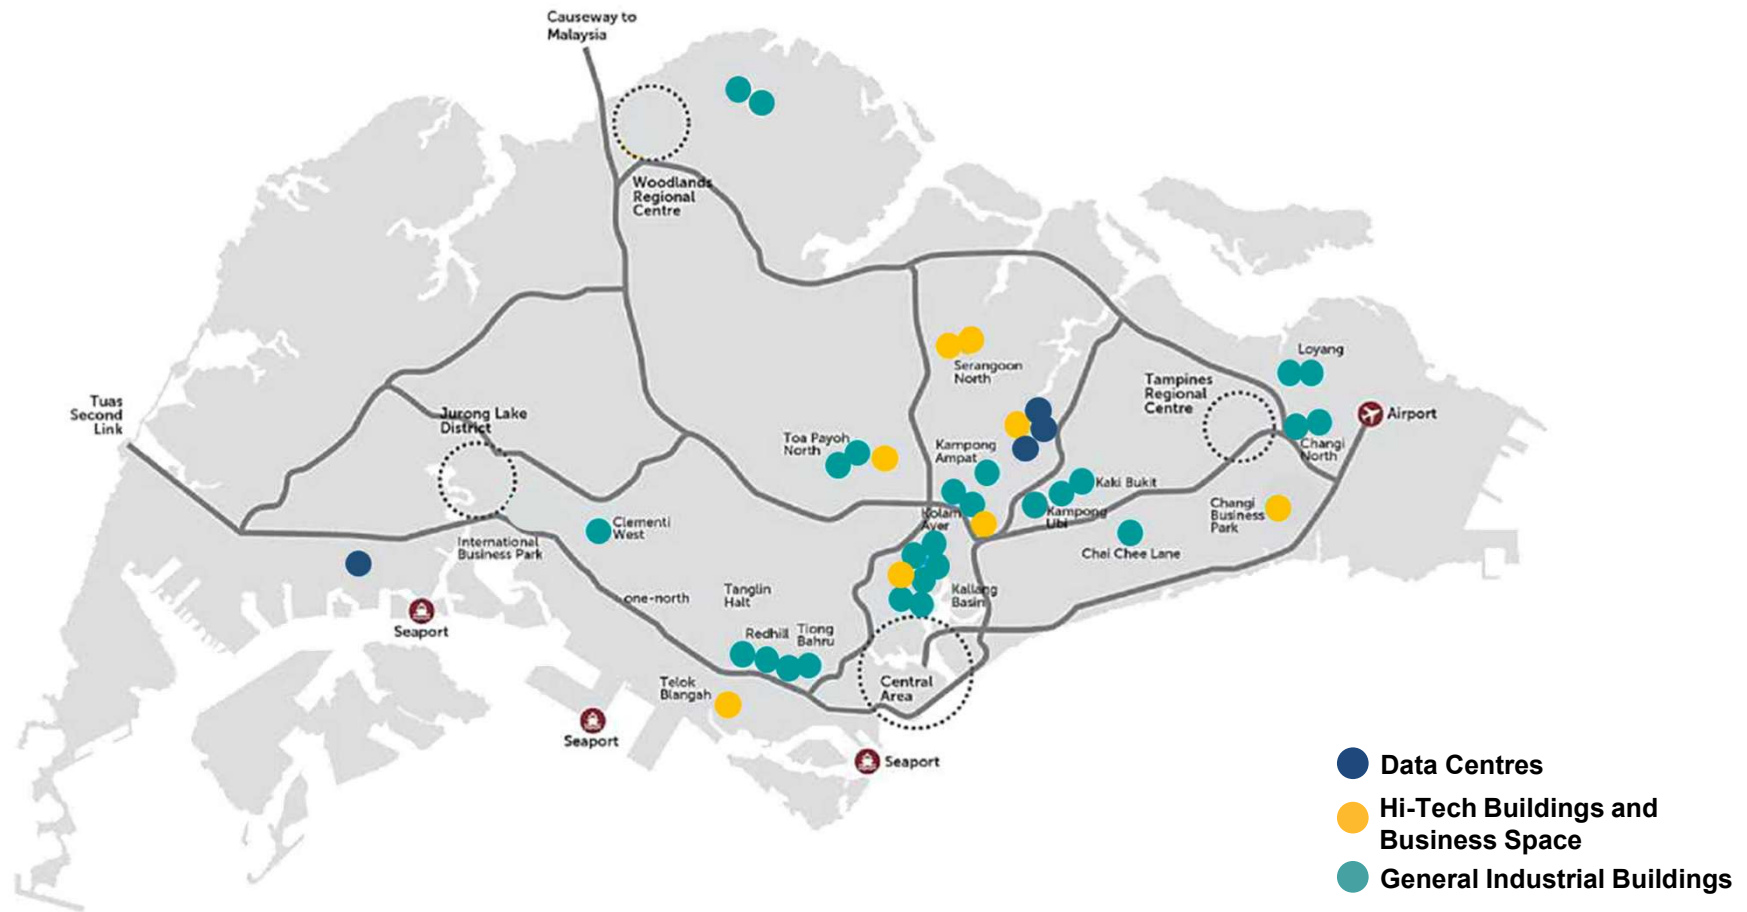 Causeway to
Malaysia
Woodlands
Regional
Centre
Serangoon
North
Loyang
Tampines
Regional
Centre
Airport
Tuas
Second
Link
Jurong Lake
District
Toa Payoh
North
Kampong
Ampat
Changi
North
Kaki Bukit
Kolam
Ayer
Kampong
Ubi
Changi
Business
Park
Clementi
West
International
Business Park
Chai Chee Lane
one-north
Tanglin
Halt
Kallang
Basin
Seaport
Redhill
Tiong
Bahru
Telok
Blangah
Central
Area
Seaport
Seaport
Data Centres
Hi-Tech Buildings and
Business Space
General Industrial Buildings